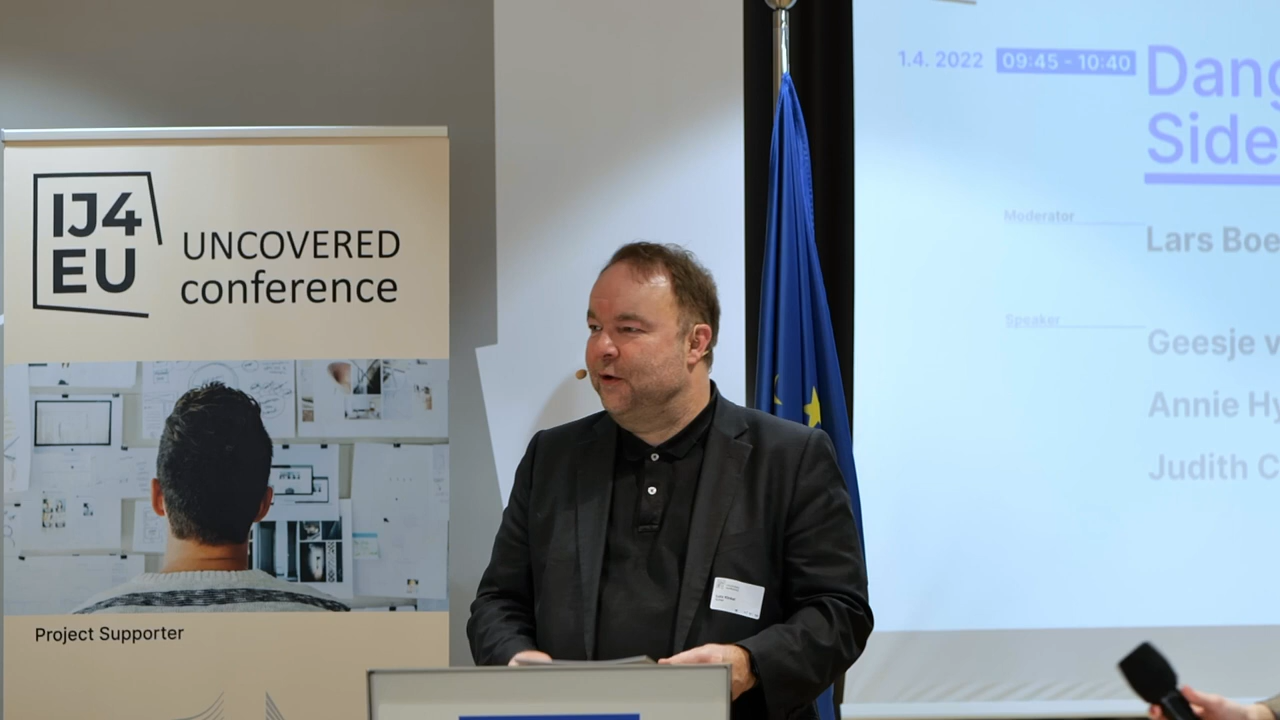 IJ4
EU
UNCOVERED
conference
Project Supporter
1.4. 2022 09:45 - 10:40
Dang
Side
Moderator
Lars Boe
Speaker
Geesje v
Annie Hy
Judith C